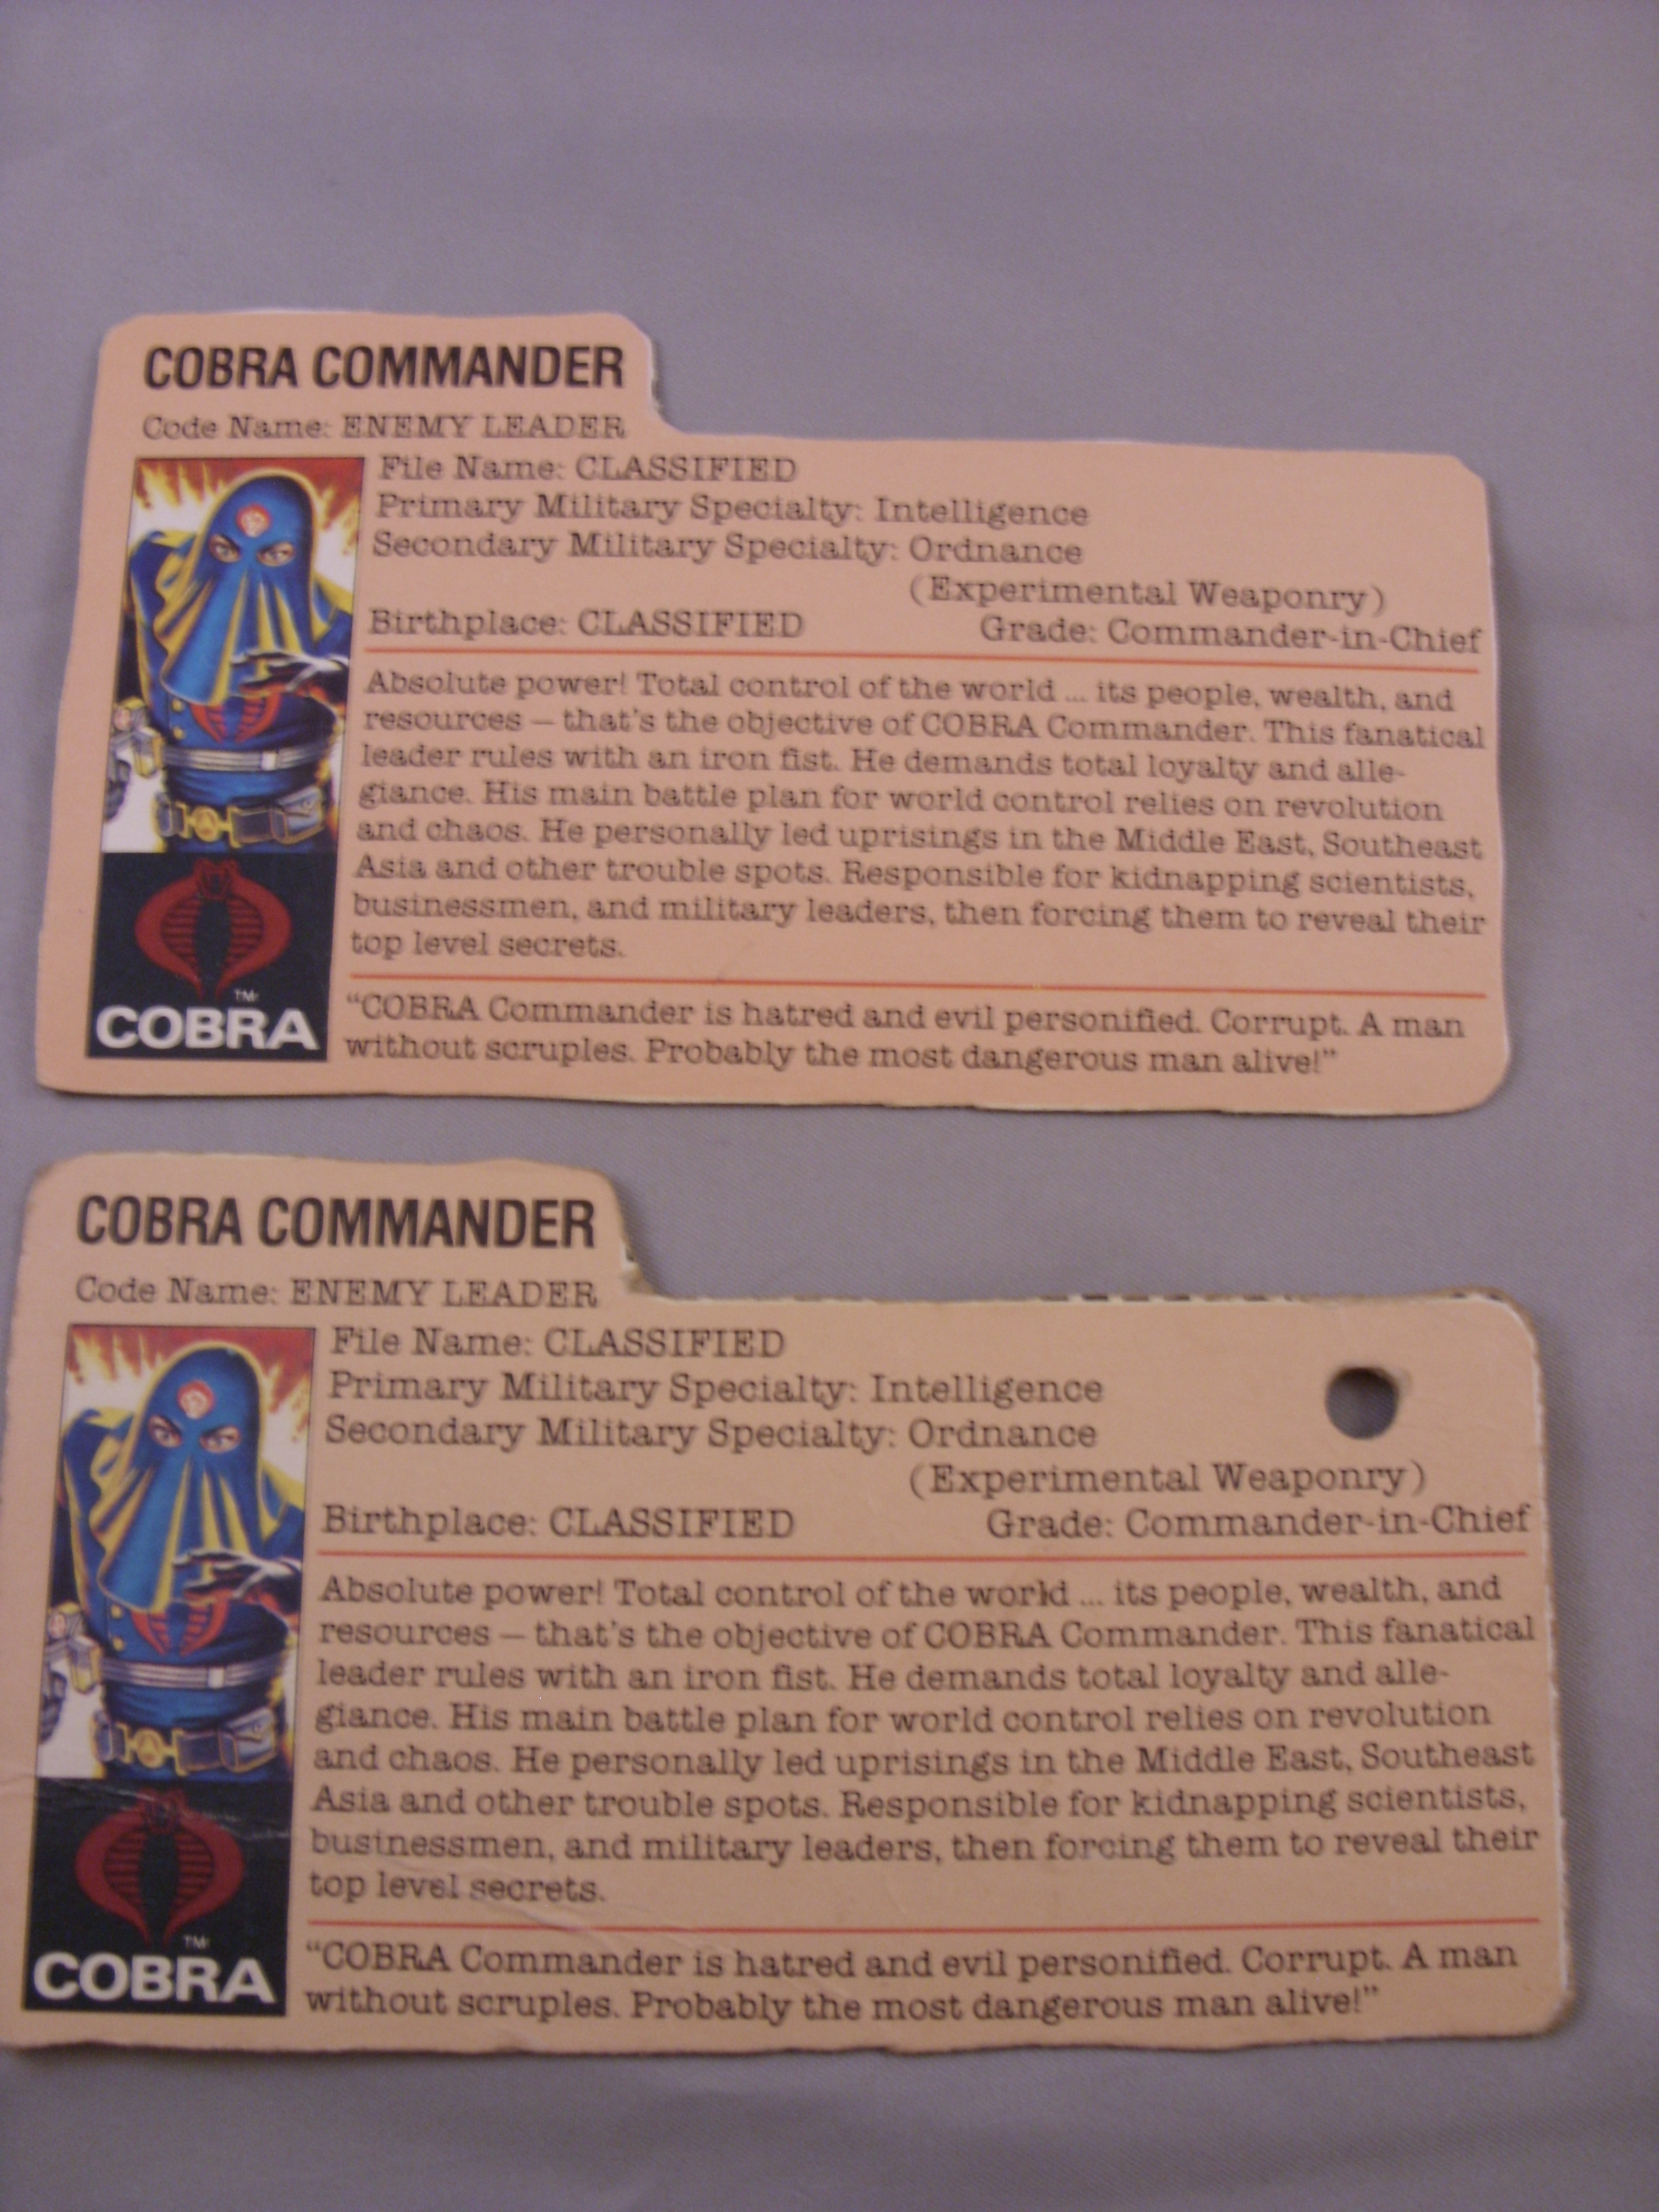 COBRA COMMANDER
Code Name: ENEMY LEADER
File Name: CLASSIFIED
Primary Military Specialty: Intelligence
Secondary Military Specialty: Ordnance
(Experimental Weaponry)
Birthplace: CLASSIFIED Grade: Commander-in-Chief
Absolute power! Total control of the world ... its people, wealth, and
resources – that's the objective of COBRA Commander. This fanatical
leader rules with an iron fist. He demands total loyalty and alle-
giance. His main battle plan for world control relies on revolution
and chaos. He personally led uprisings in the Middle East, Southeast
Asia and other trouble spots. Responsible for kidnapping scientists,
businessmen, and military leaders, then forcing them to reveal their
top level secrets.
TM
COBRA
“COBRA Commander is hatred and evil personified. Corrupt. A man
without scruples. Probably the most dangerous man alive!”
COBRA COMMANDER
Code Name: ENEMY LEADER
File Name: CLASSIFIED
Primary Military Specialty: Intelligence
Secondary Military Specialty: Ordnance
(Experimental Weaponry)
Birthplace: CLASSIFIED Grade: Commander-in-Chief
Absolute power! Total control of the world ... its people, wealth, and
resources – that's the objective of COBRA Commander. This fanatical
leader rules with an iron fist. He demands total loyalty and alle-
giance. His main battle plan for world control relies on revolution
and chaos. He personally led uprisings in the Middle East, Southeast
Asia and other trouble spots. Responsible for kidnapping scientists,
businessmen, and military leaders, then forcing them to reveal their
top level secrets.
TM
COBRA
“COBRA Commander is hatred and evil personified. Corrupt. A man
without scruples. Probably the most dangerous man alive!”